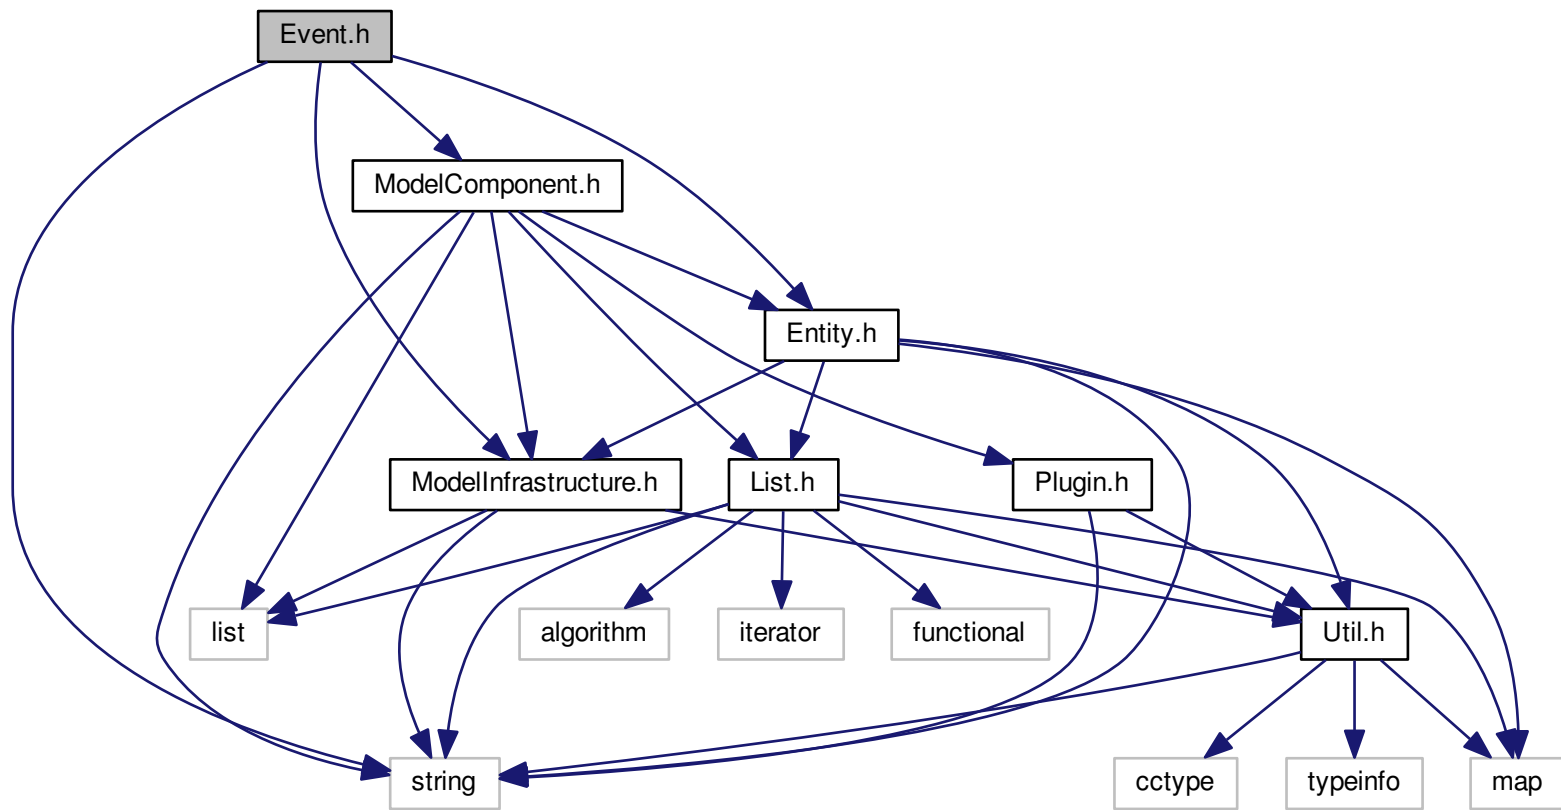 Event.h
ModelComponent.h
Entity.h
ModelInfrastructure.h
List.h
Plugin.h
list
algorithm
iterator
functional
Util.h
string
cctype
typeinfo
map